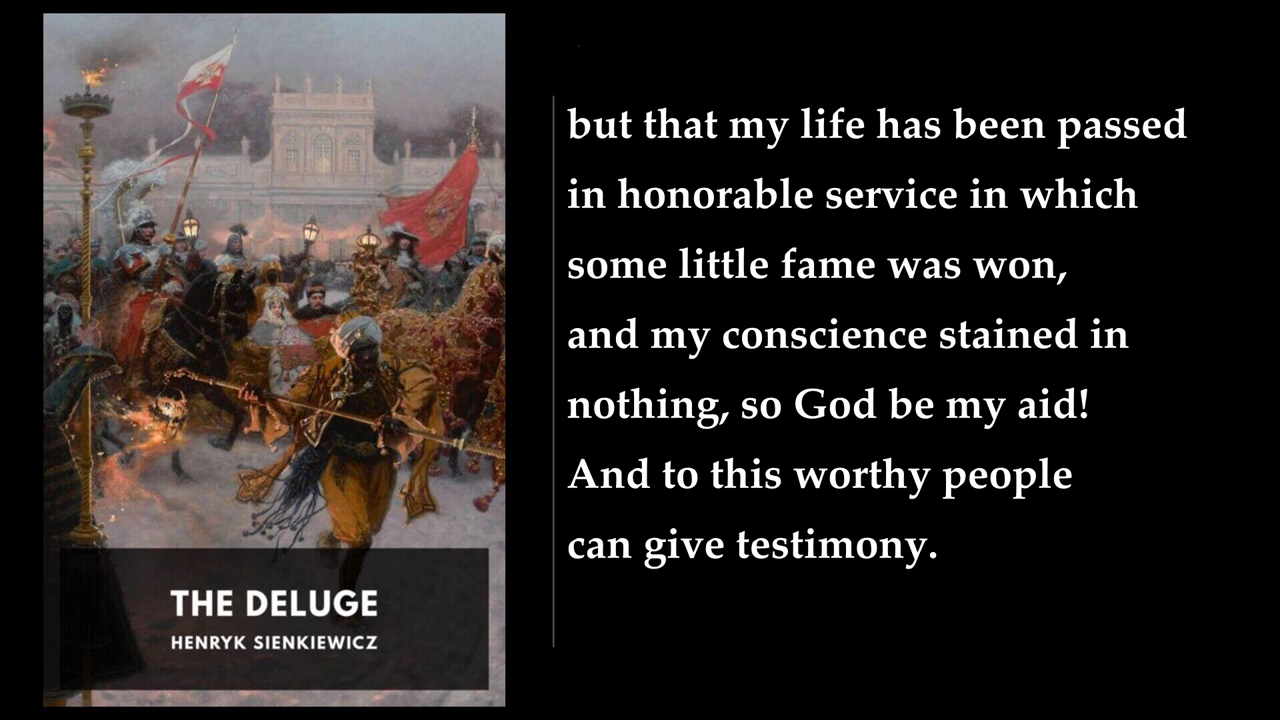 THE DELUGE
HENRYK SIENKIEWICZ
but that my life has been passed
in honorable service in which
some little fame was won,
and my conscience stained in
nothing, so God be my aid!
And to this worthy people
can give testimony.